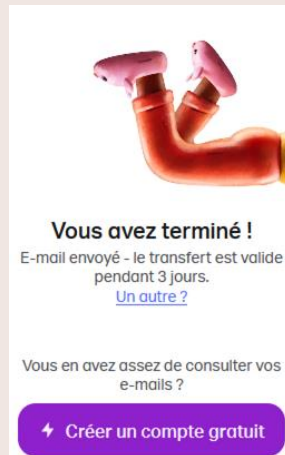 Vous avez terminé !
E-mail envoyé - le transfert est valide
pendant 3 jours.
Un autre ?
Vous en avez assez de consulter vos
e-mails ?
Créer un compte gratuit